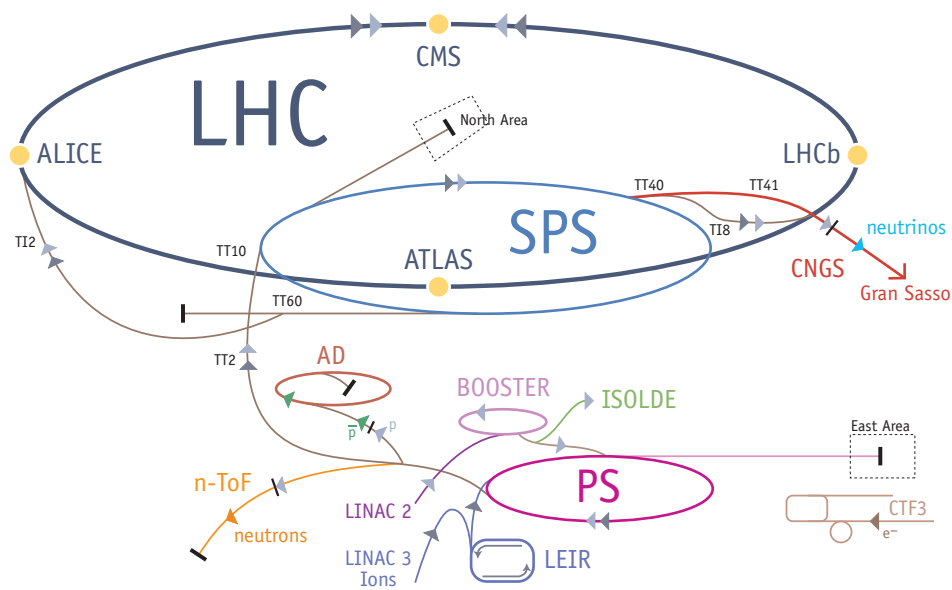 CMS
LHC
North Area
ALICE
LHCb
TT40
TT41
SPS
TI8
neutrinos
TI2
TT10
ATLAS
CNGS
Gran Sasso
TT60
TT2
AD
BOOSTER
ISOLDE
p
p̅
East Area
n-ToF
PS
LINAC 2
CTF3
neutrons
e⁻
LINAC 3
Ions
LEIR